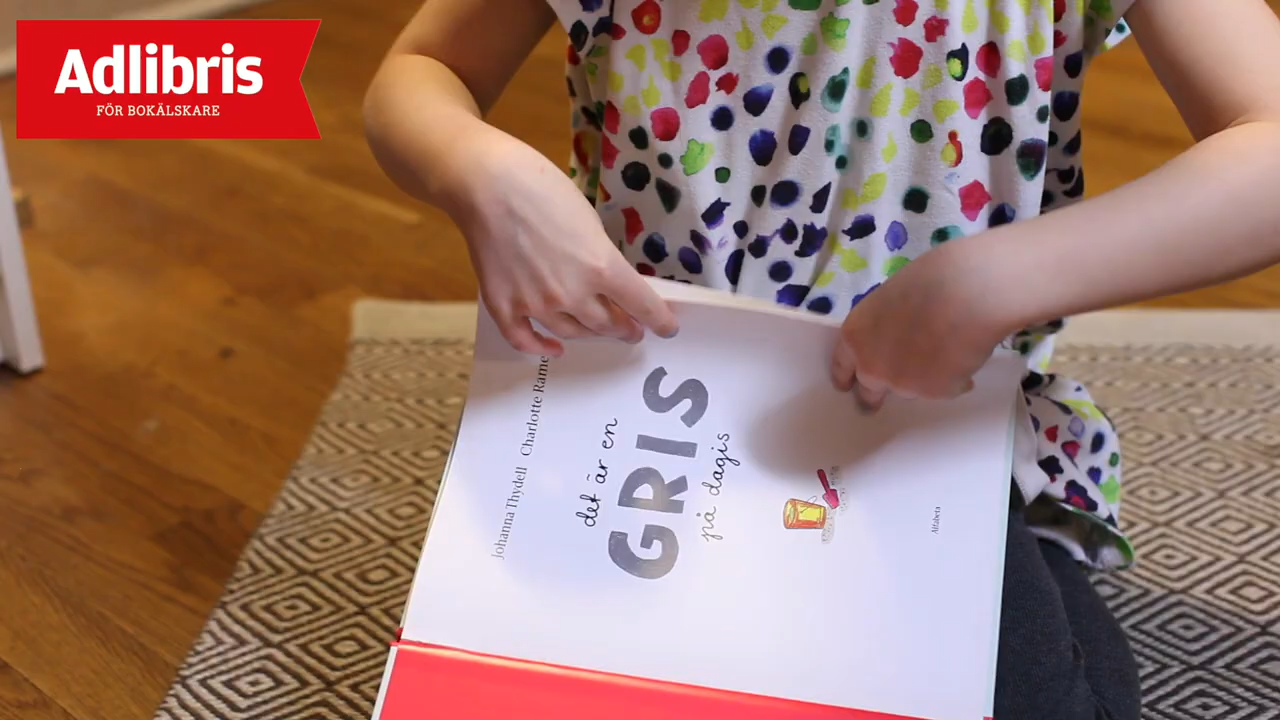 Adlibris
FÖR BOKÄLSKARE
Johanna Thydell Charlotte Rame
det är en
GRIS
på dagis
Alfabeta